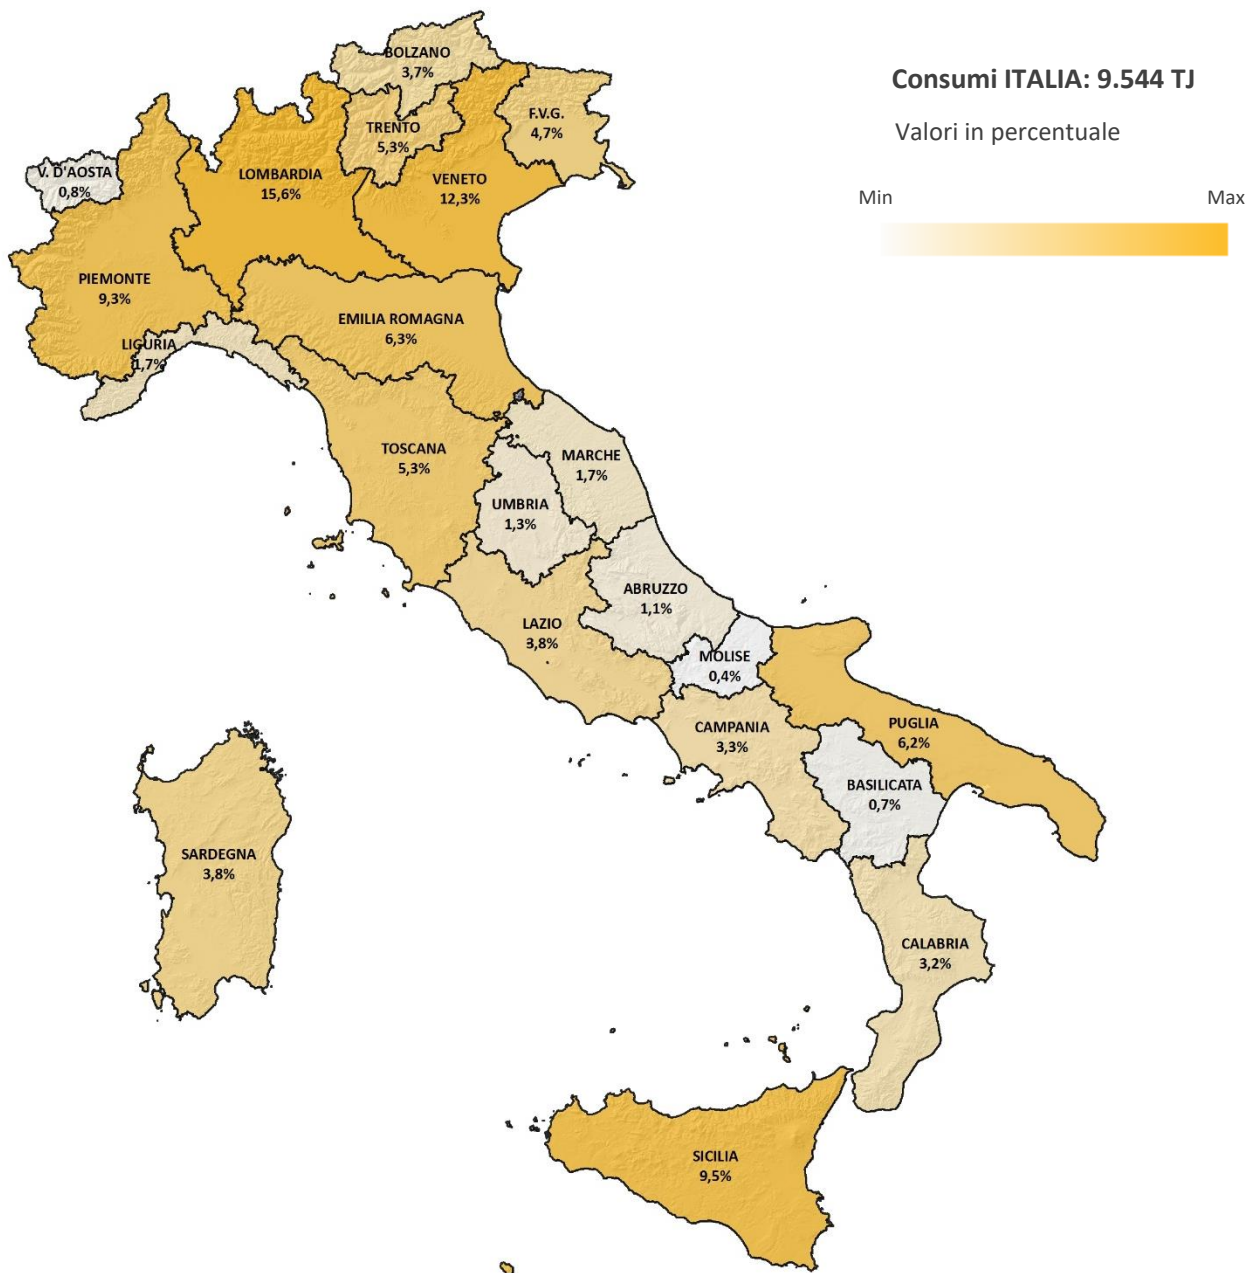 Consumi ITALIA: 9.544 TJ
Valori in percentuale
Min
Max
BOLZANO
3,7%
TRENTO
5,3%
F.V.G.
4,7%
V. D'AOSTA
0,8%
LOMBARDIA
15,6%
VENETO
12,3%
PIEMONTE
9,3%
EMILIA ROMAGNA
6,3%
LIGURIA
1,7%
TOSCANA
5,3%
MARCHE
1,7%
UMBRIA
1,3%
ABRUZZO
1,1%
LAZIO
3,8%
MOLISE
0,4%
CAMPANIA
3,3%
PUGLIA
6,2%
BASILICATA
0,7%
SARDEGNA
3,8%
CALABRIA
3,2%
SICILIA
9,5%